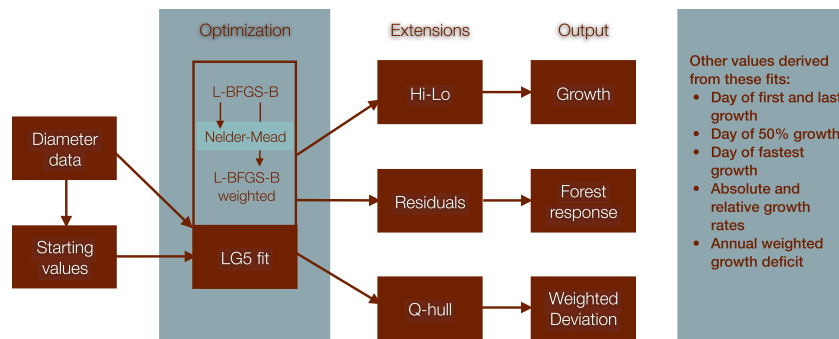 Optimization
Extensions
Output
L-BFGS-B
Nelder-Mead
L-BFGS-B
weighted
Diameter
data
Starting
values
LG5 fit
Hi-Lo
Growth
Residuals
Forest
response
Q-hull
Weighted
Deviation
Other values derived
from these fits:
• Day of first and last
growth
• Day of 50% growth
• Day of fastest
growth
• Absolute and
relative growth
rates
• Annual weighted
growth deficit